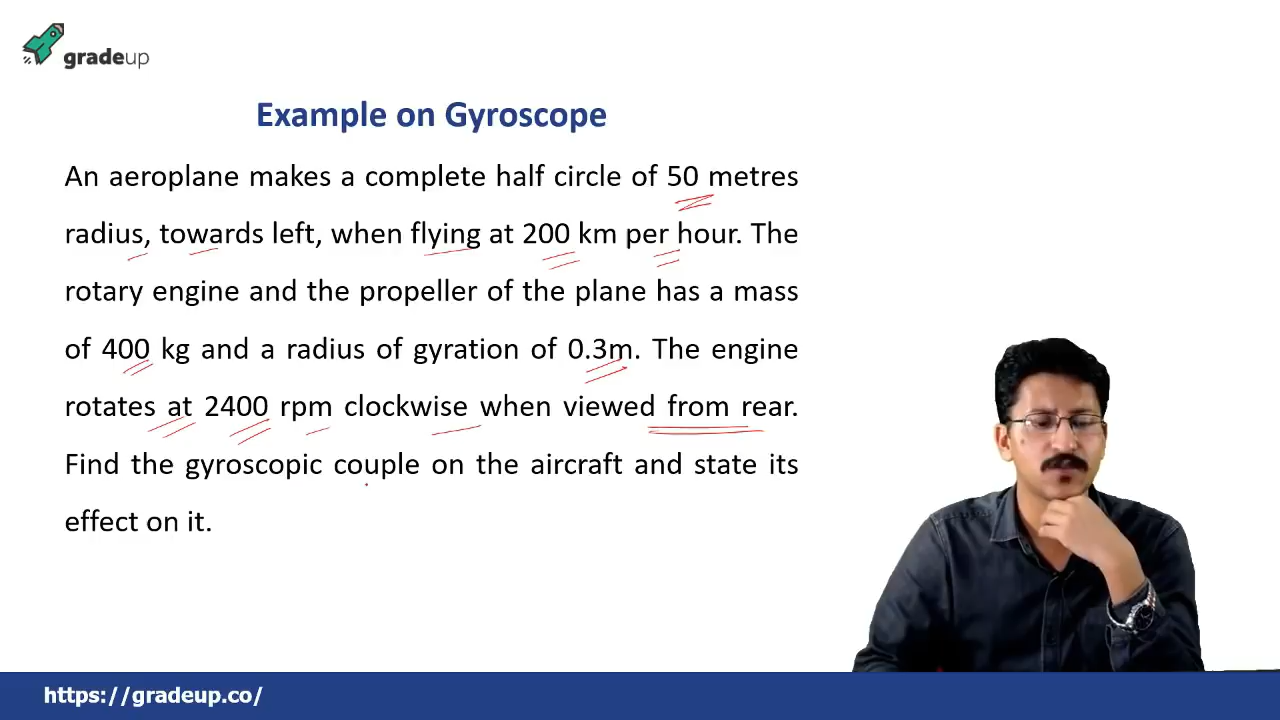 gradeup
Example on Gyroscope
An aeroplane makes a complete half circle of 50 metres
radius, towards left, when flying at 200 km per hour. The
rotary engine and the propeller of the plane has a mass
of 400 kg and a radius of gyration of 0.3m. The engine
rotates at 2400 rpm clockwise when viewed from rear.
Find the gyroscopic couple on the aircraft and state its
effect on it.
https://gradeup.co/